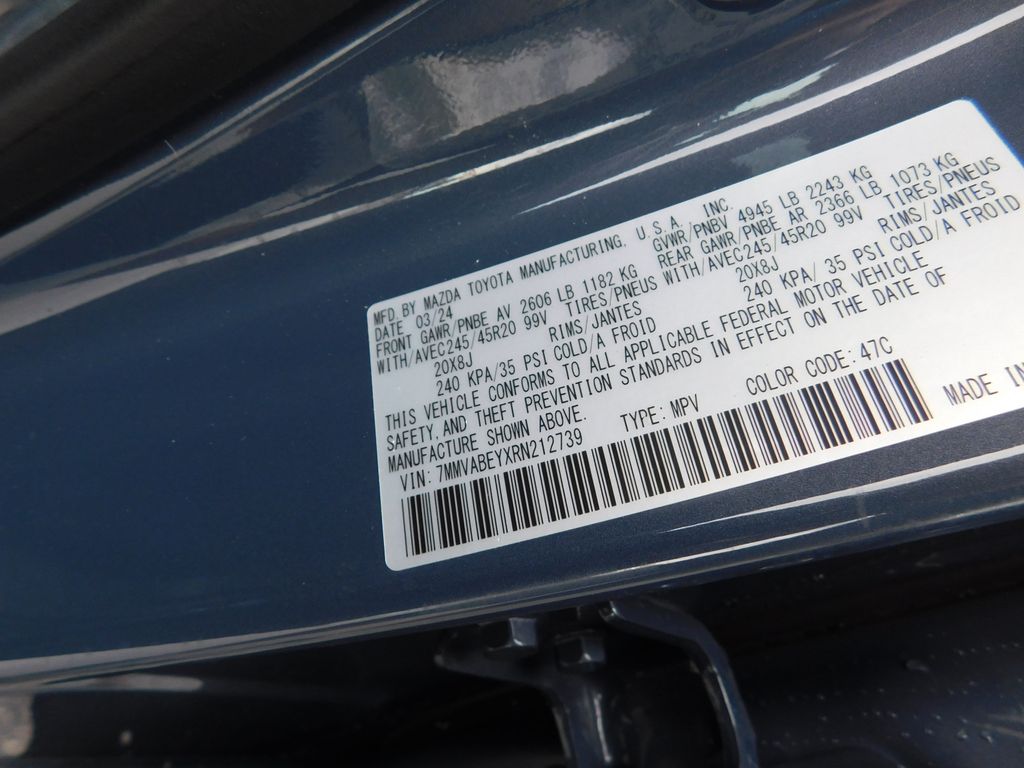 MFD. BY MAZDA TOYOTA MANUFACTURING, U.S.A., INC.
DATE 03/24 GVWR/PNBV 4945 LB 2243 KG
FRONT GAWR/PNBE AV 2606 LB 1182 KG REAR GAWR/PNBE AR 2366 LB 1073 KG
WITH/AVEC245/45R20 99V TIRES/PNEUS WITH/AVEC245/45R20 99V TIRES/PNEUS
20X8J RIMS/JANTES 20X8J RIMS/JANTES
240 KPA/35 PSI COLD/A FROID 240 KPA/ 35 PSI COLD/A FROID
THIS VEHICLE CONFORMS TO ALL APPLICABLE FEDERAL MOTOR VEHICLE
SAFETY, AND THEFT PREVENTION STANDARDS IN EFFECT ON THE DATE OF
MANUFACTURE SHOWN ABOVE.
VIN: 7MMVABEYXRN212739 TYPE: MPV COLOR CODE: 47C
MADE IN